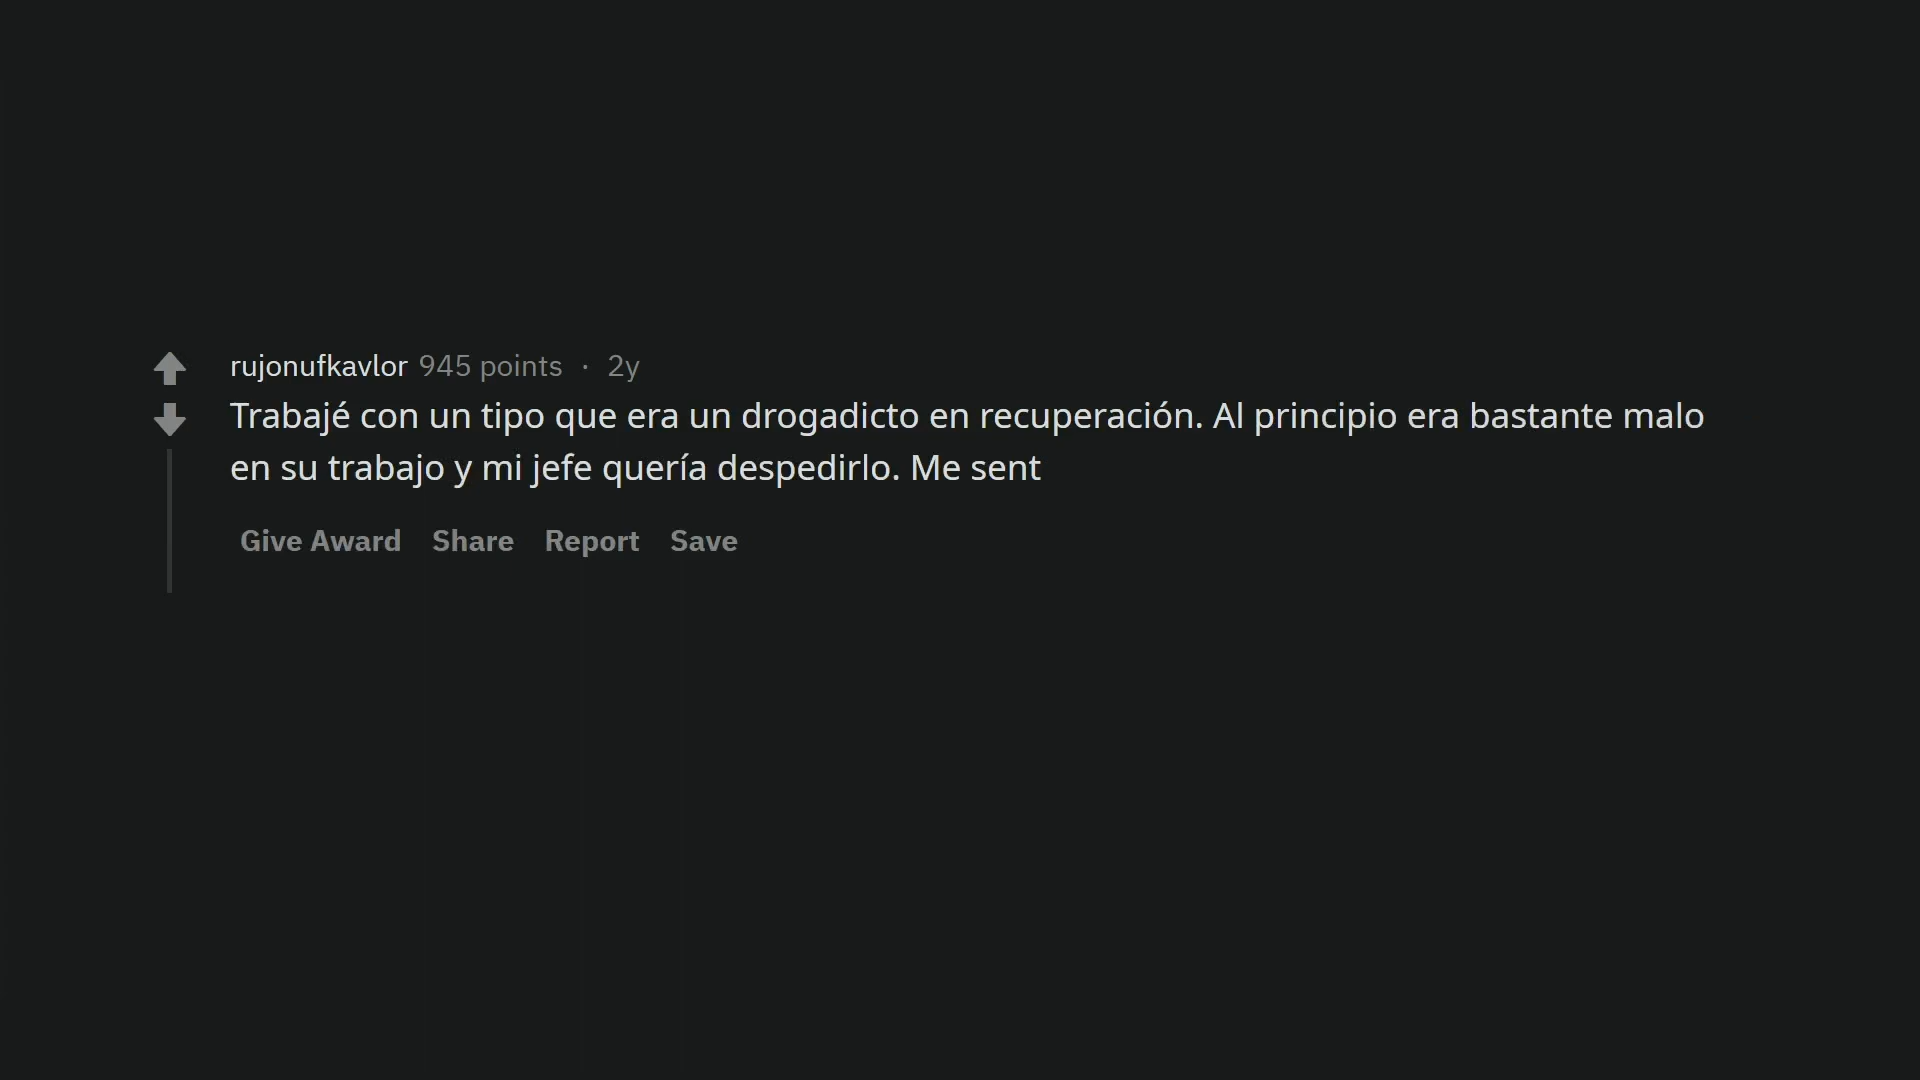 rujonufkavlor 945 points · 2y
Trabajé con un tipo que era un drogadicto en recuperación. Al principio era bastante malo
en su trabajo y mi jefe quería despedirlo. Me sent
Give Award Share Report Save